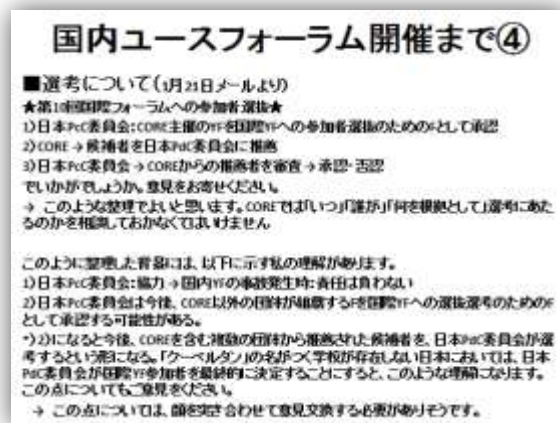 国内ユースフォーラム開催まで④
■選考について(1月21日メールより)
★第10回国際フォーラムへの参加者選抜★
1)日本PdC委員会:CORE主催のYFを国際YFへの参加者選抜のためのFとして承認
2)CORE → 候補者を日本PdC委員会に推薦
3)日本PdC委員会 → COREからの推薦者を審査 → 承認・否認
でいかがでしょうか。意見をお寄せください。
→ このような整理でよいと思います。COREでは「いつ」「誰が」「何を根拠として」選考にあた
るのかを相談しておかなくてはいけません
このように整理した背景には、以下に示す私の理解があります。
1)日本PdC委員会:協力 → 国内YFの事故発生時:責任は負わない
2)日本PdC委員会は今後、CORE以外の団体が組織するFを国際YFへの選抜選考のためのF
として承認する可能性がある。
*)2)になると今後、COREを含む複数の団体から推薦された候補者を、日本PdC委員会が選
考するという形になる。「クーベルタン」の名がつく学校が存在しない日本においては、日本
PdC委員会が国際YF参加者を最終的に決定することにすると、このような理解になります。
この点についてもご意見をください。
→ この点については、顔を突き合わせて意見交換する必要がありそうです。